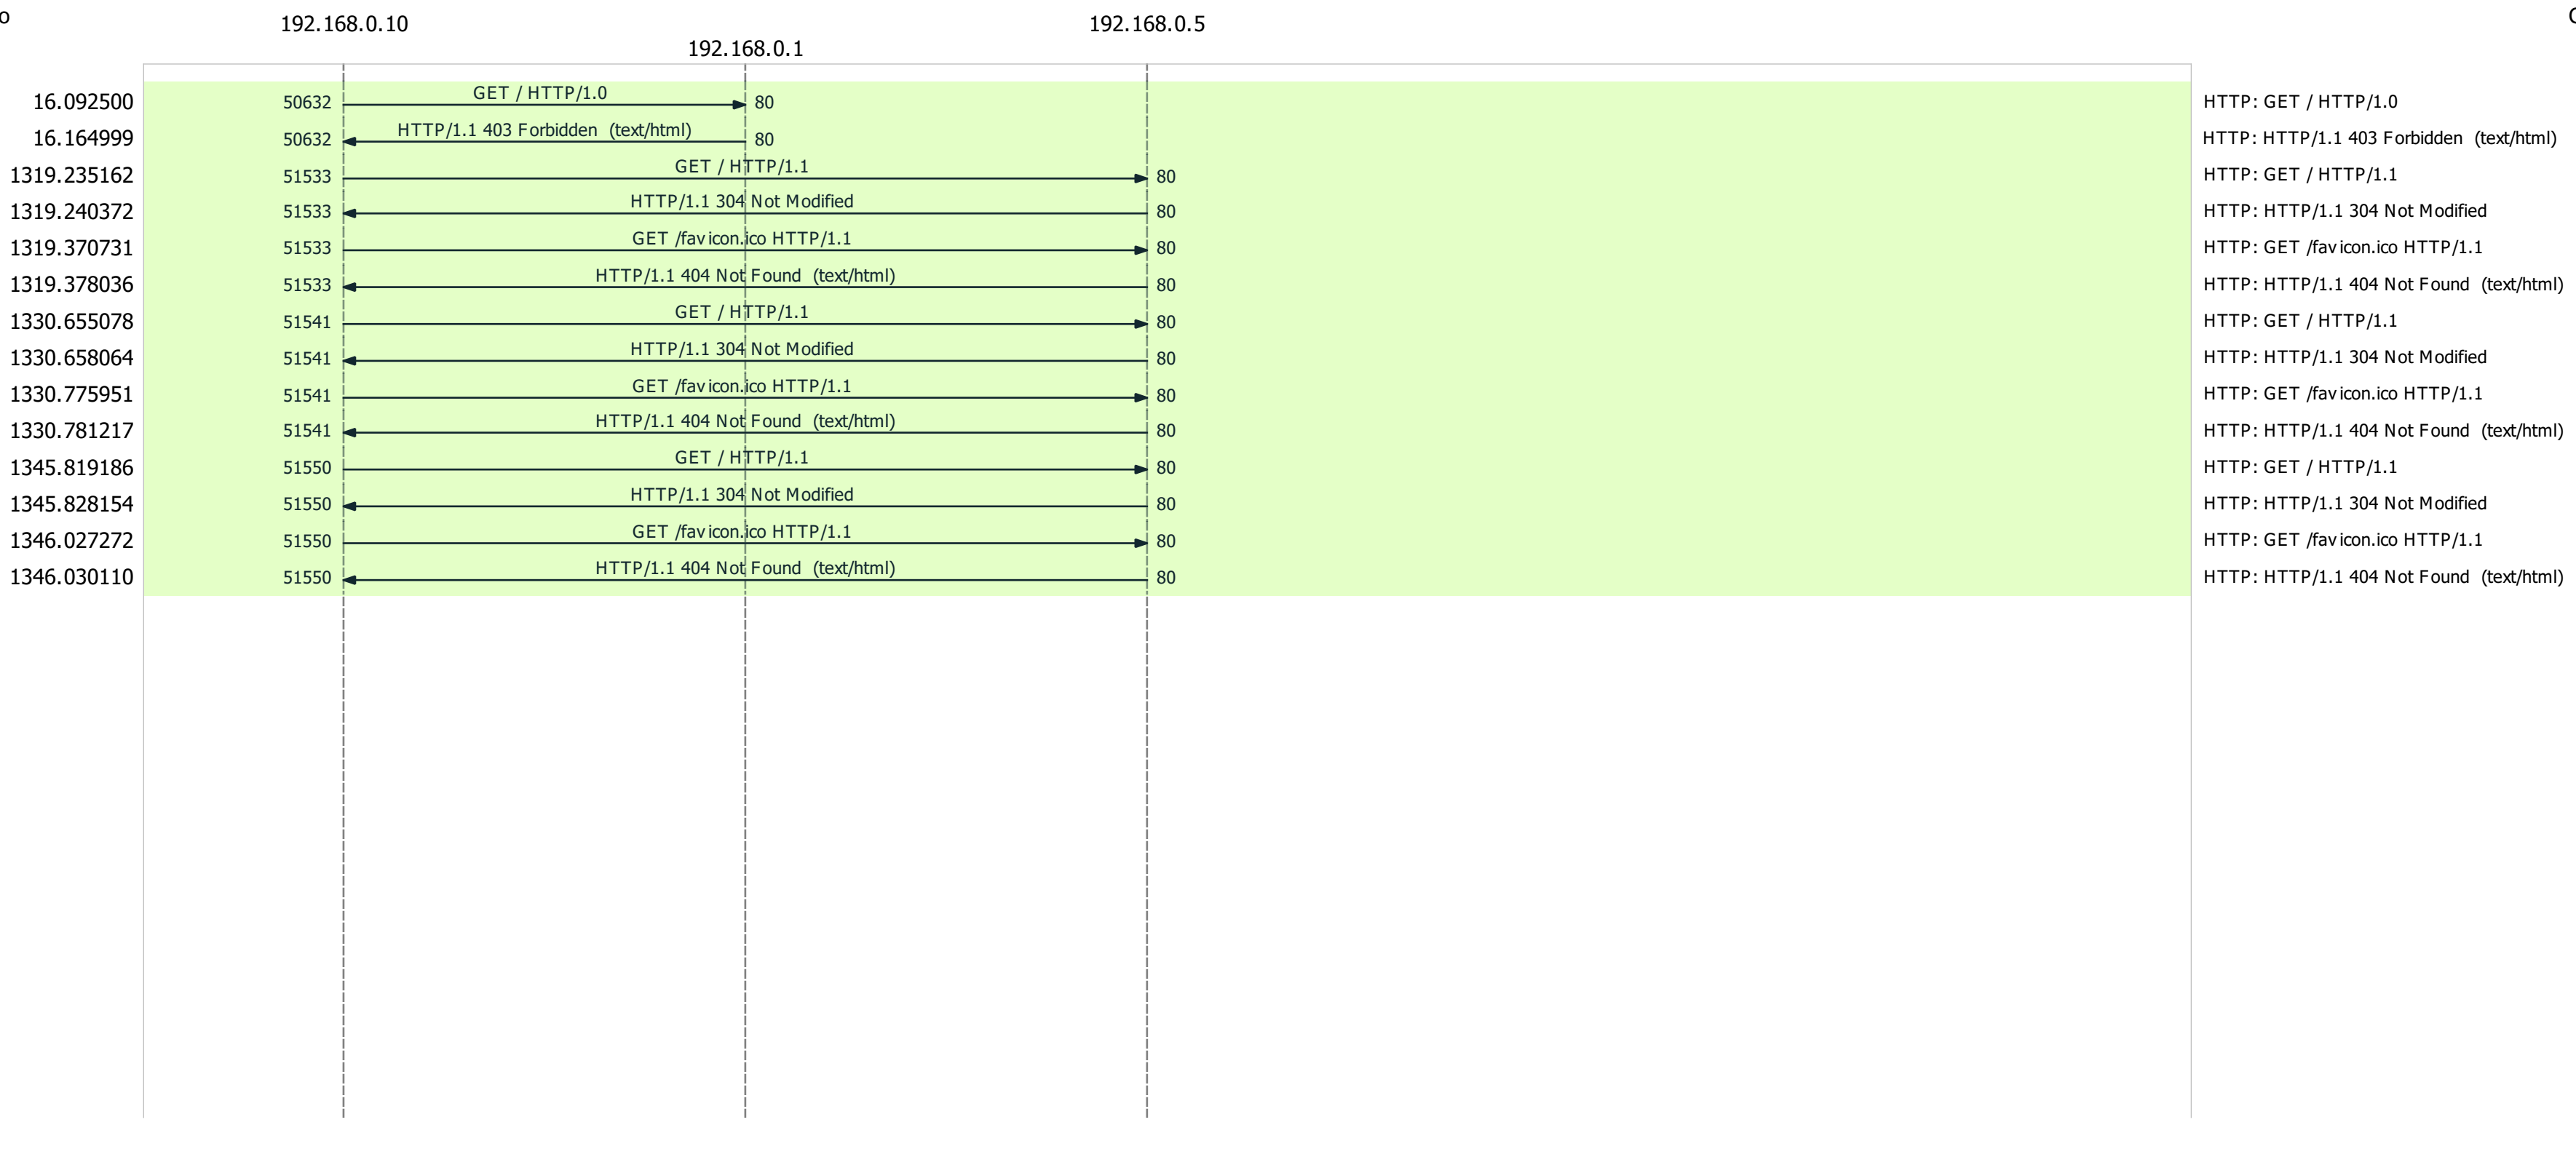 192.168.0.10 192.168.0.5
192.168.0.1
16.092500 50632 GET / HTTP/1.0 80 HTTP: GET / HTTP/1.0
16.164999 50632 HTTP/1.1 403 Forbidden (text/html) 80 HTTP: HTTP/1.1 403 Forbidden (text/html)
1319.235162 51533 GET / HTTP/1.1 80 HTTP: GET / HTTP/1.1
1319.240372 51533 HTTP/1.1 304 Not Modified 80 HTTP: HTTP/1.1 304 Not Modified
1319.370731 51533 GET /favicon.ico HTTP/1.1 80 HTTP: GET /favicon.ico HTTP/1.1
1319.378036 51533 HTTP/1.1 404 Not Found (text/html) 80 HTTP: HTTP/1.1 404 Not Found (text/html)
1330.655078 51541 GET / HTTP/1.1 80 HTTP: GET / HTTP/1.1
1330.658064 51541 HTTP/1.1 304 Not Modified 80 HTTP: HTTP/1.1 304 Not Modified
1330.775951 51541 GET /favicon.ico HTTP/1.1 80 HTTP: GET /favicon.ico HTTP/1.1
1330.781217 51541 HTTP/1.1 404 Not Found (text/html) 80 HTTP: HTTP/1.1 404 Not Found (text/html)
1345.819186 51550 GET / HTTP/1.1 80 HTTP: GET / HTTP/1.1
1345.828154 51550 HTTP/1.1 304 Not Modified 80 HTTP: HTTP/1.1 304 Not Modified
1346.027272 51550 GET /favicon.ico HTTP/1.1 80 HTTP: GET /favicon.ico HTTP/1.1
1346.030110 51550 HTTP/1.1 404 Not Found (text/html) 80 HTTP: HTTP/1.1 404 Not Found (text/html)